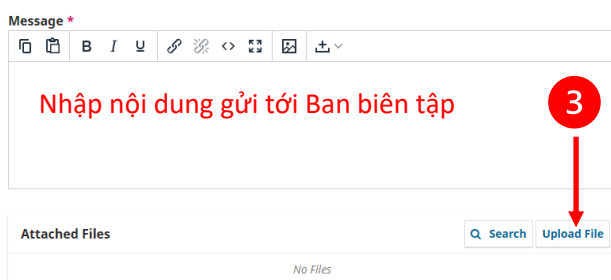 Message *
B I U
Nhập nội dung gửi tới Ban biên tập
3
Attached Files
Search
Upload File
No Files